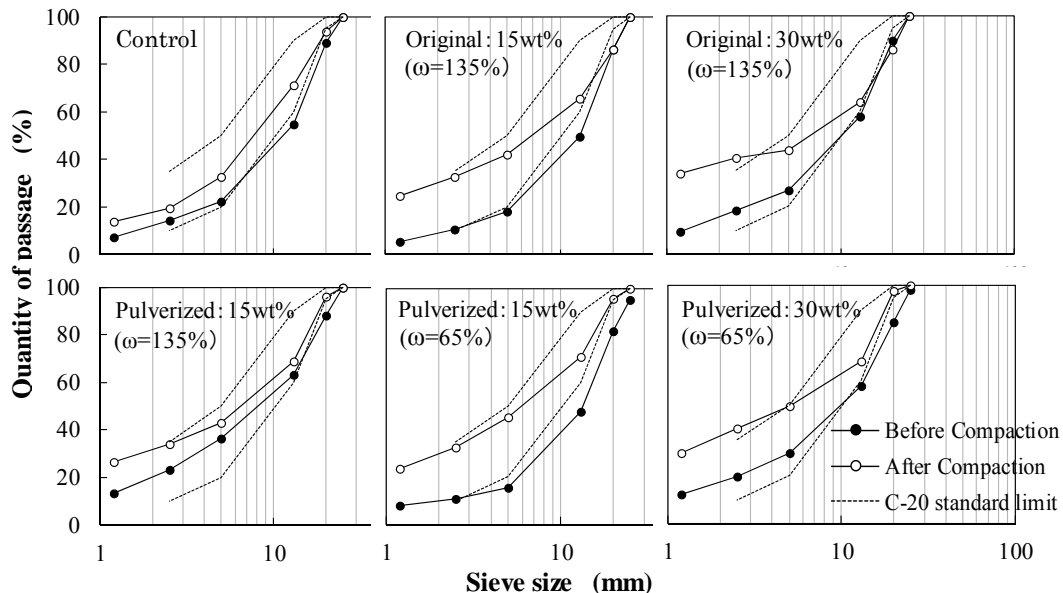 Quantity of passage (%)
100
80
60
40
20
0
Control
Original:15wt%
(ω=135%)
Original:30wt%
(ω=135%)
100
80
60
40
20
0
Pulverized:15wt%
(ω=135%)
Pulverized:15wt%
(ω=65%)
Pulverized:30wt%
(ω=65%)
Before Compaction
After Compaction
C-20 standard limit
1 10 1 10 1 10 100
Sieve size (mm)